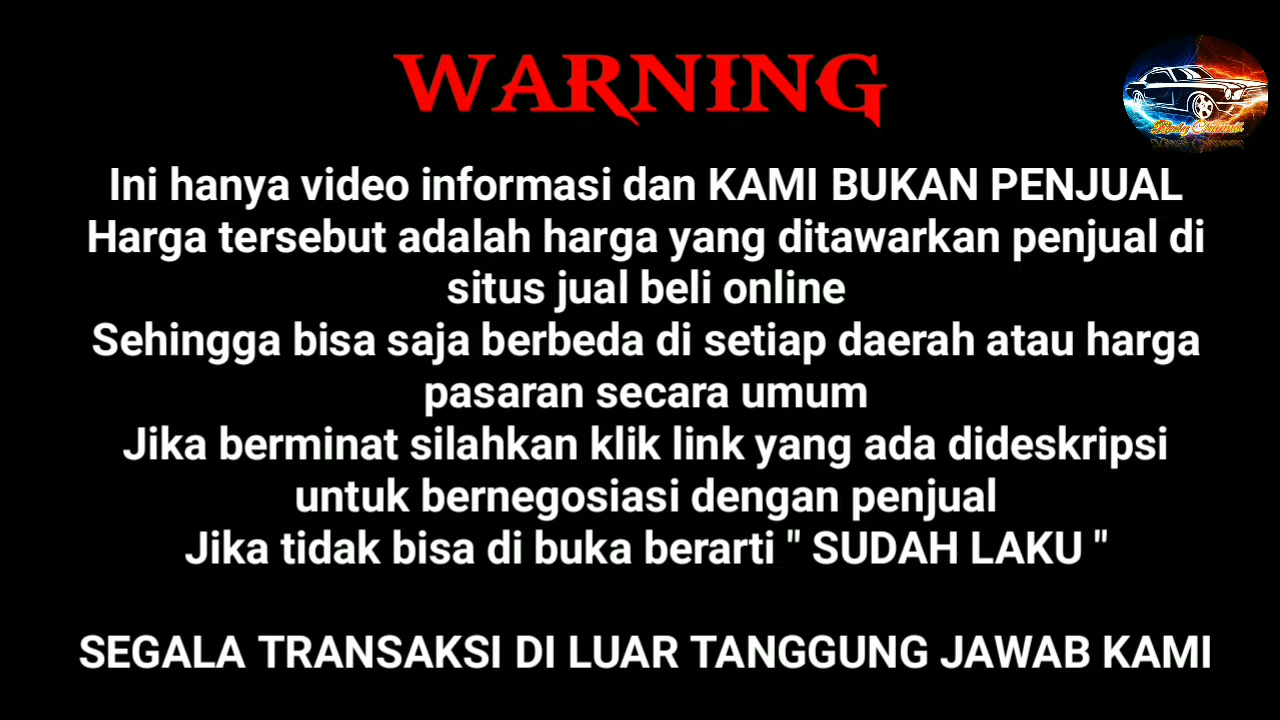 WARNING
Ini hanya video informasi dan KAMI BUKAN PENJUAL
Harga tersebut adalah harga yang ditawarkan penjual di
situs jual beli online
Sehingga bisa saja berbeda di setiap daerah atau harga
pasaran secara umum
Jika berminat silahkan klik link yang ada dideskripsi
untuk bernegosiasi dengan penjual
Jika tidak bisa di buka berarti " SUDAH LAKU "
SEGALA TRANSAKSI DI LUAR TANGGUNG JAWAB KAMI